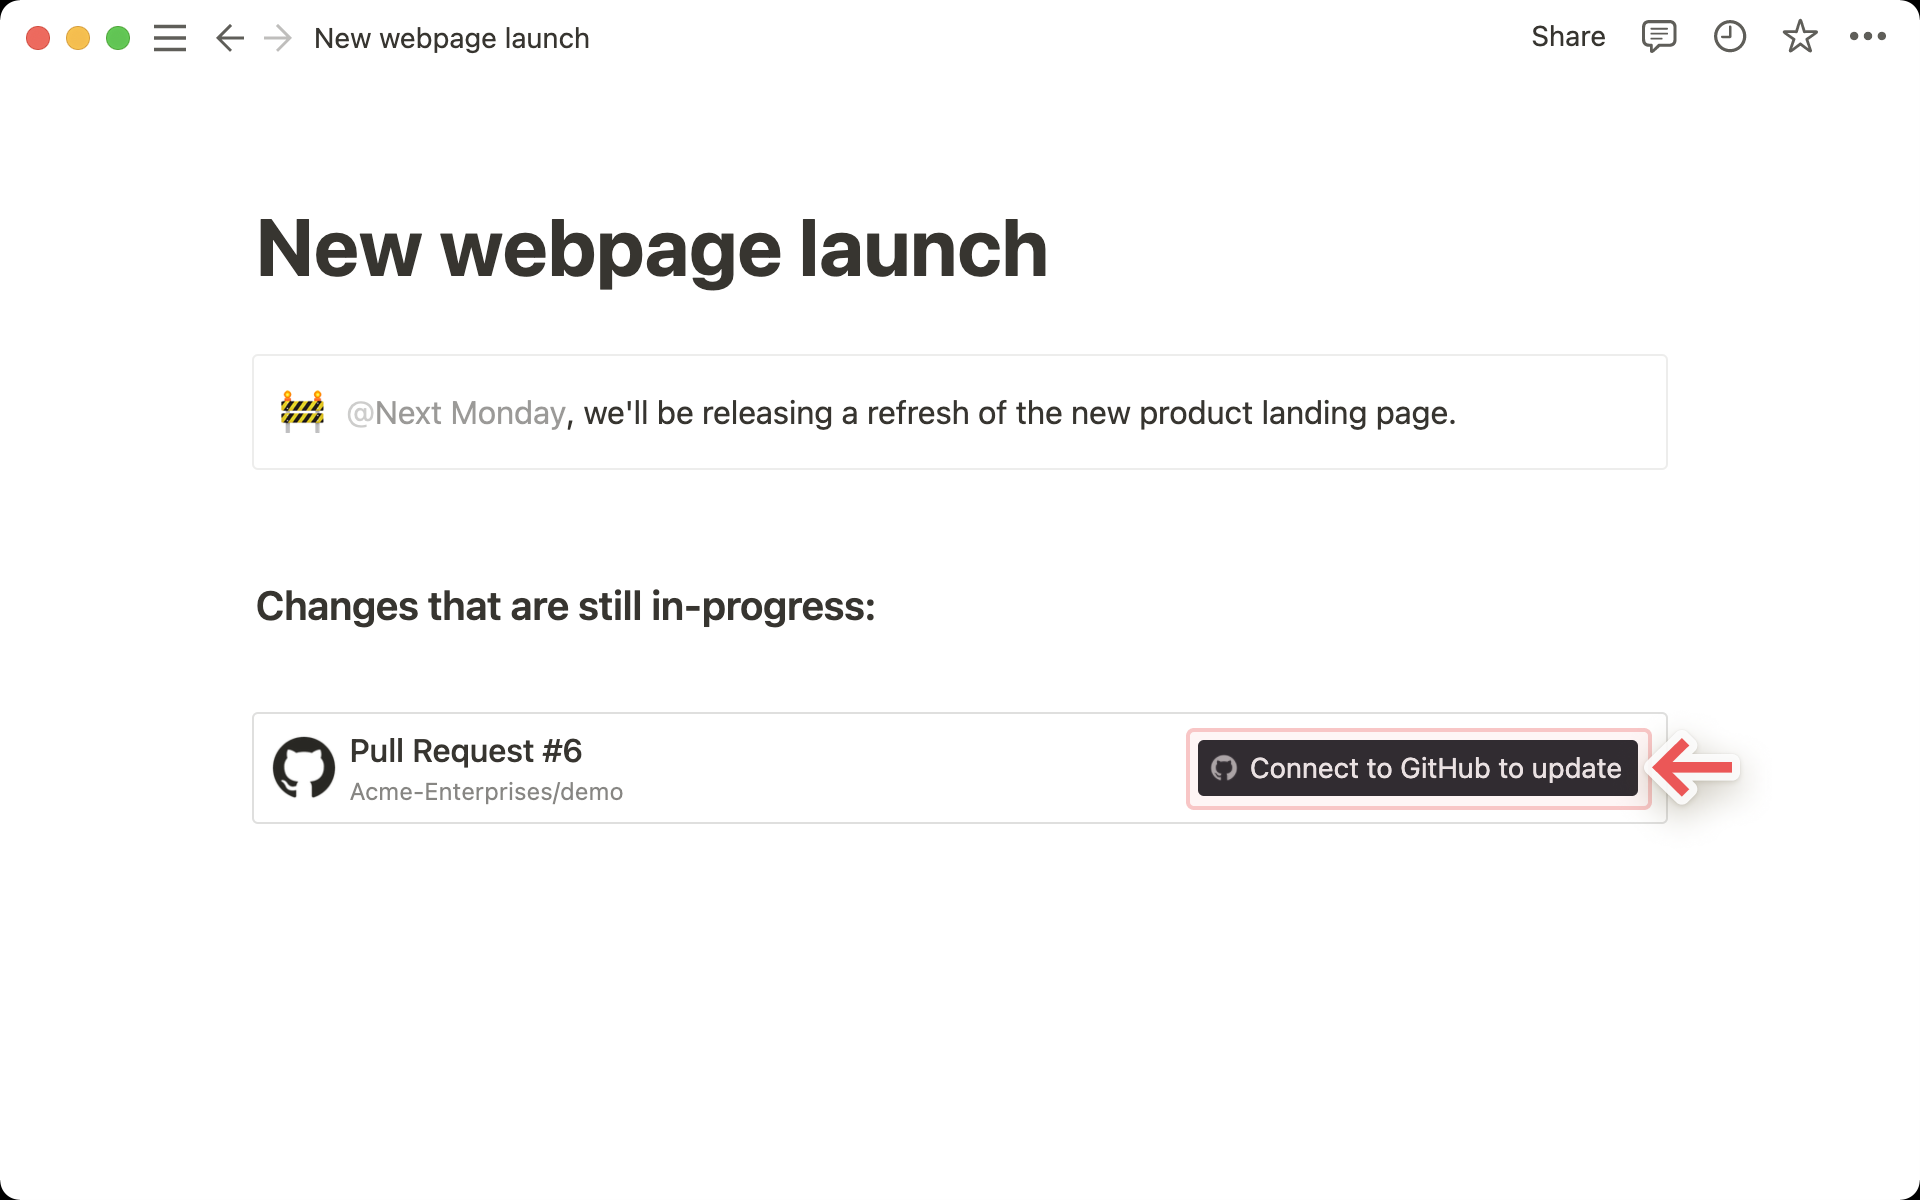 New webpage launch
Share
New webpage launch
@Next Monday, we'll be releasing a refresh of the new product landing page.
Changes that are still in-progress:
Pull Request #6
Acme-Enterprises/demo
Connect to GitHub to update